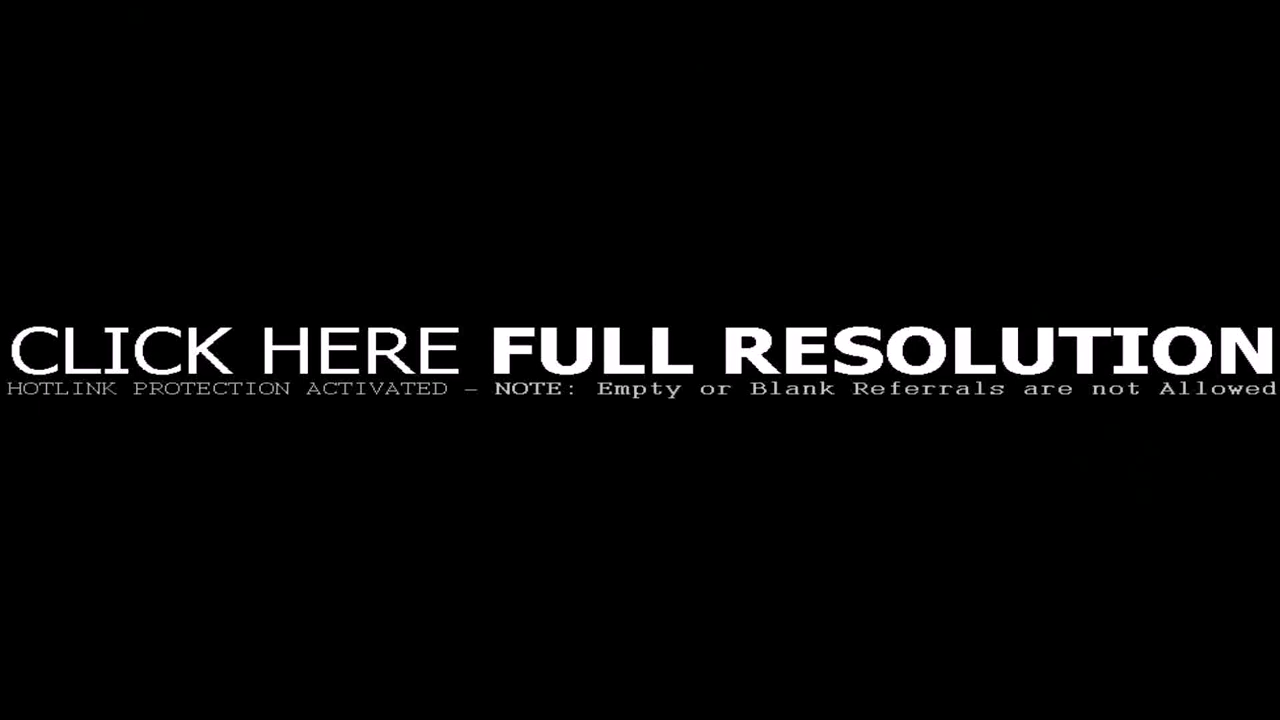 CLICK HERE FULL RESOLUTION
HOTLINK PROTECTION ACTIVATED - NOTE: Empty or Blank Referrals are not Allowed